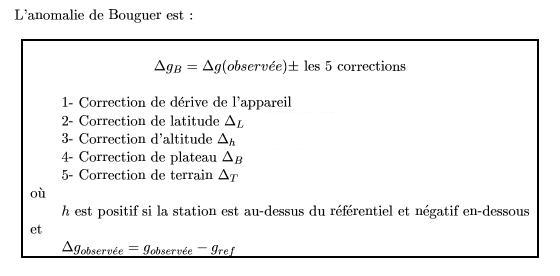 L'anomalie de Bouguer est :
Δg_B = Δg(observée)± les 5 corrections
1- Correction de dérive de l'appareil
2- Correction de latitude Δ_L
3- Correction d'altitude Δ_h
4- Correction de plateau Δ_B
5- Correction de terrain Δ_T
où
h est positif si la station est au-dessus du référentiel et négatif en-dessous
et
Δg_observée = g_observée − g_ref